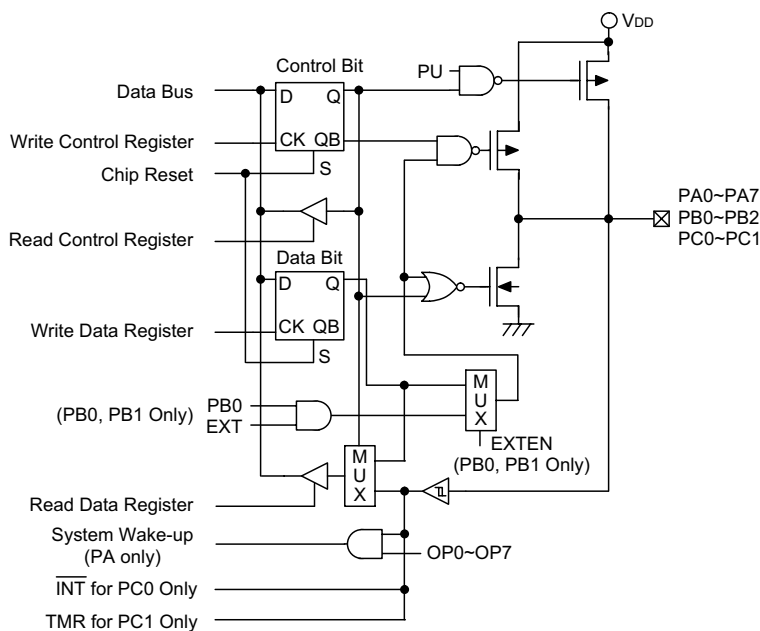 VDD
Control Bit
PU
Data Bus
D Q
Write Control Register
CK QB
Chip Reset
S
PA0~PA7
PB0~PB2
PC0~PC1
Read Control Register
Data Bit
D Q
Write Data Register
CK QB
S
M
U
X
PB0
(PB0, PB1 Only)
EXT
EXTEN
(PB0, PB1 Only)
M
U
X
Read Data Register
System Wake-up
(PA only)
OP0~OP7
INT for PC0 Only
TMR for PC1 Only